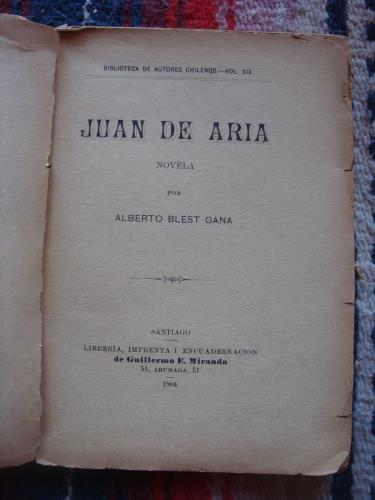 BIBLIOTECA DE AUTORES CHILENOS.—VOL. XIX
JUAN DE ARIA
NOVELA
POR
ALBERTO BLEST GANA
SANTIAGO
LIBRERÍA, IMPRENTA I ENCUADERNACION
de Guillermo E. Miranda
51, AHUMADA, 51
1904